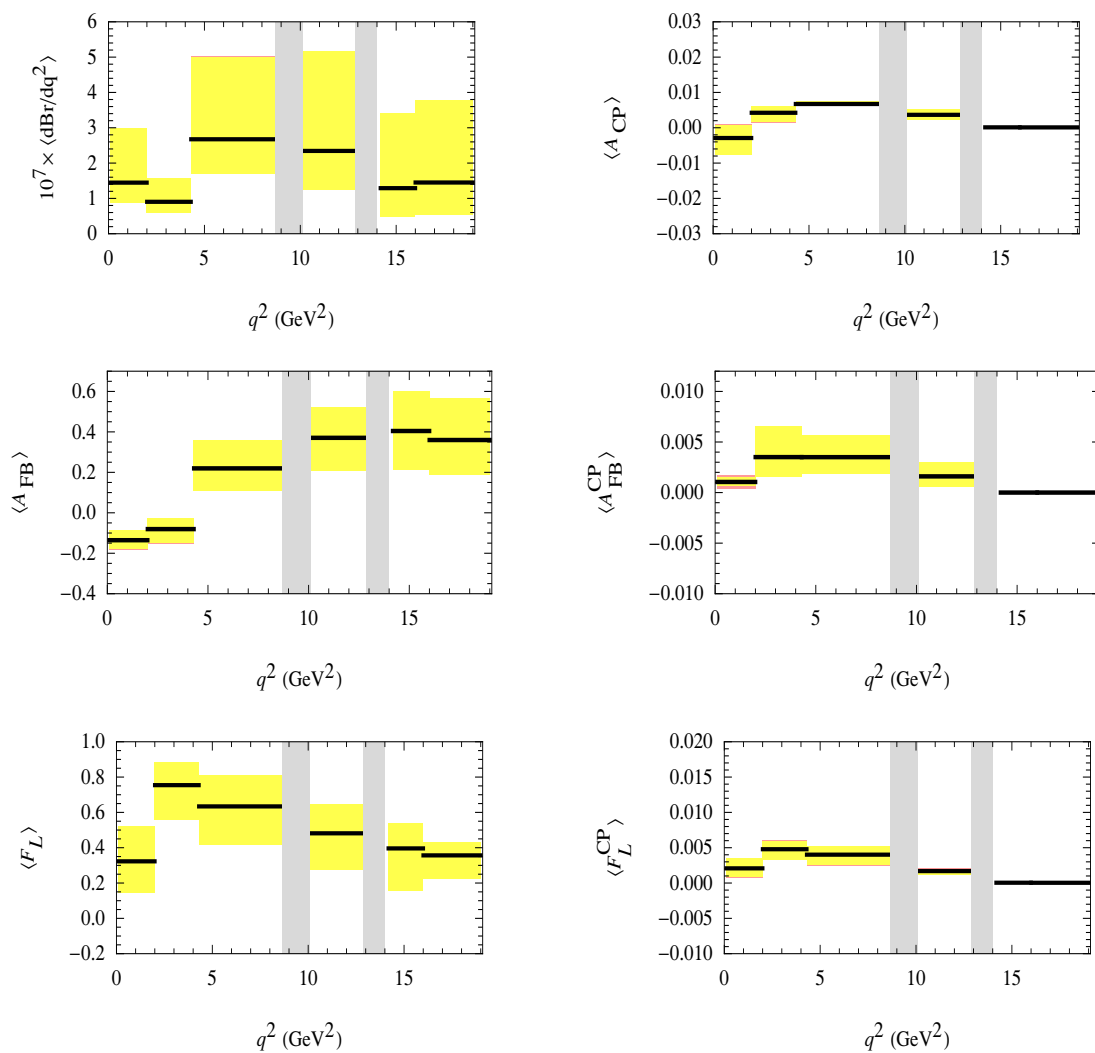 6
5
4
3
2
1
0
0 5 10 15
10^7 × ⟨dBr/dq^2⟩
q^2 (GeV^2)
0.03
0.02
0.01
0.00
−0.01
−0.02
−0.03
0 5 10 15
⟨A_CP⟩
q^2 (GeV^2)
0.6
0.4
0.2
0.0
−0.2
−0.4
0 5 10 15
⟨A_FB⟩
q^2 (GeV^2)
0.010
0.005
0.000
−0.005
−0.010
0 5 10 15
⟨A_FB^CP⟩
q^2 (GeV^2)
1.0
0.8
0.6
0.4
0.2
0.0
−0.2
0 5 10 15
⟨F_L⟩
q^2 (GeV^2)
0.020
0.015
0.010
0.005
0.000
−0.005
−0.010
0 5 10 15
⟨F_L^CP⟩
q^2 (GeV^2)